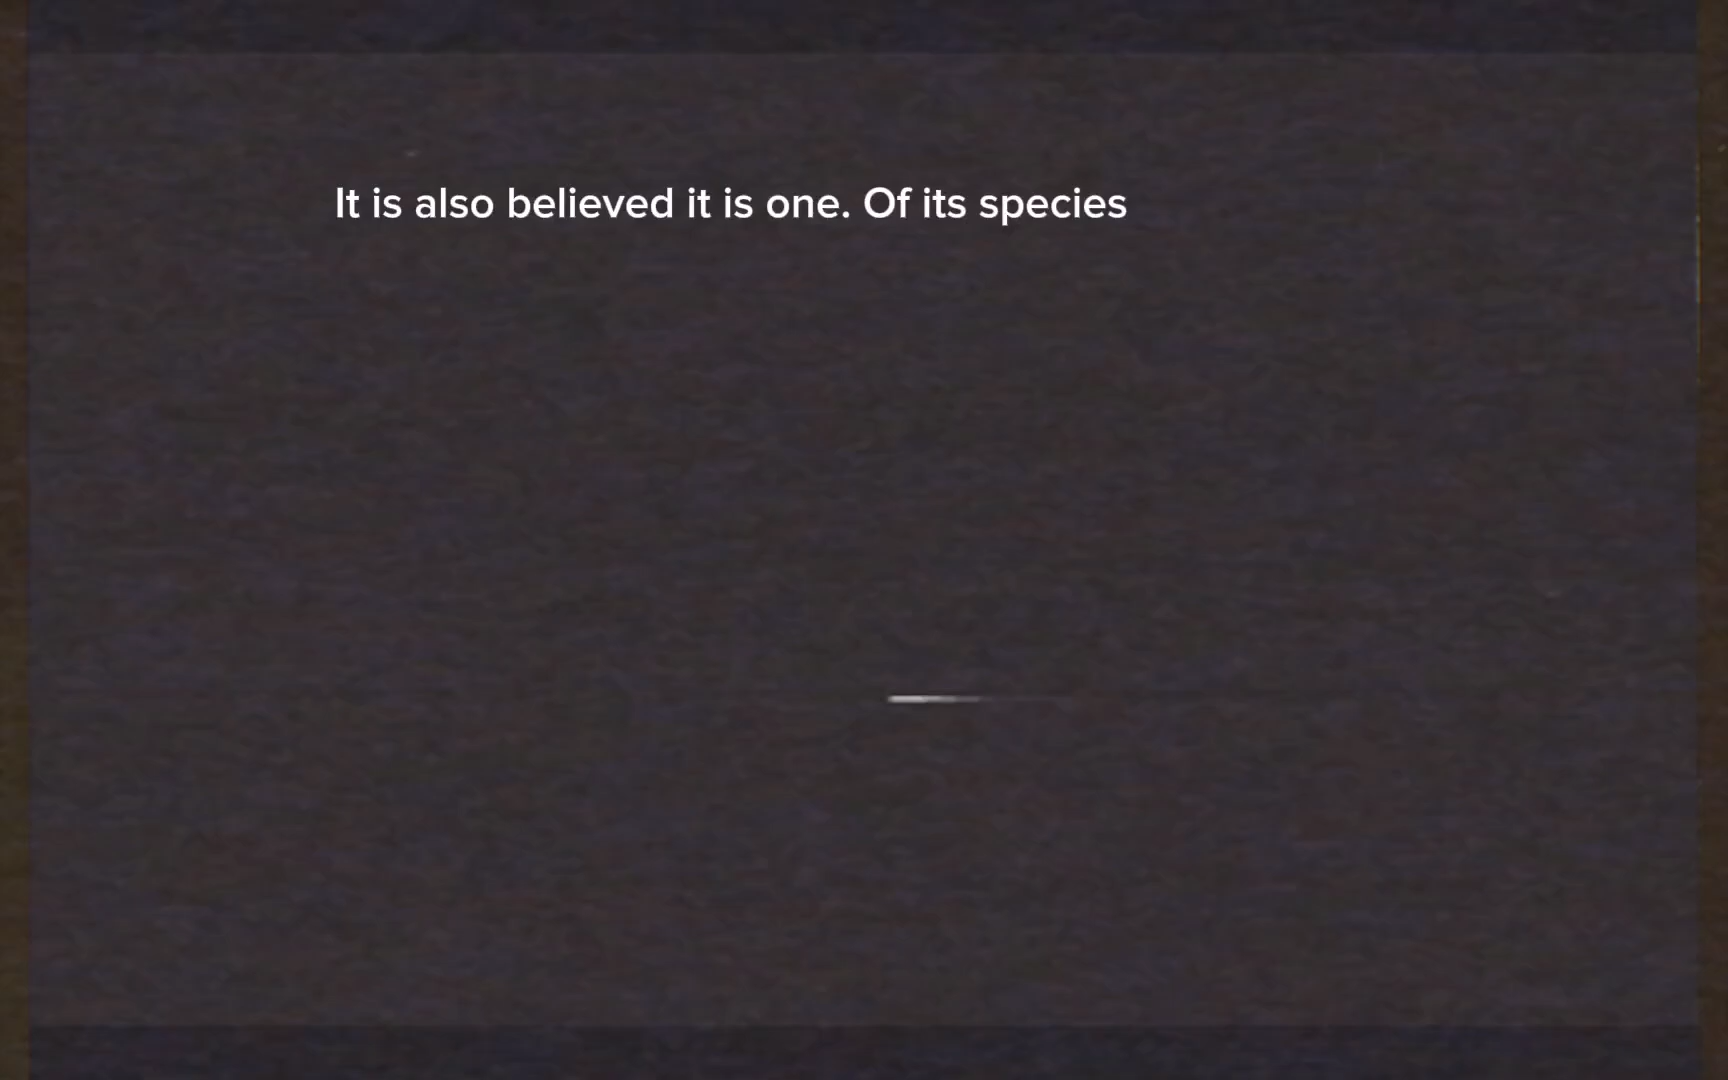 It is also believed it is one. Of its species